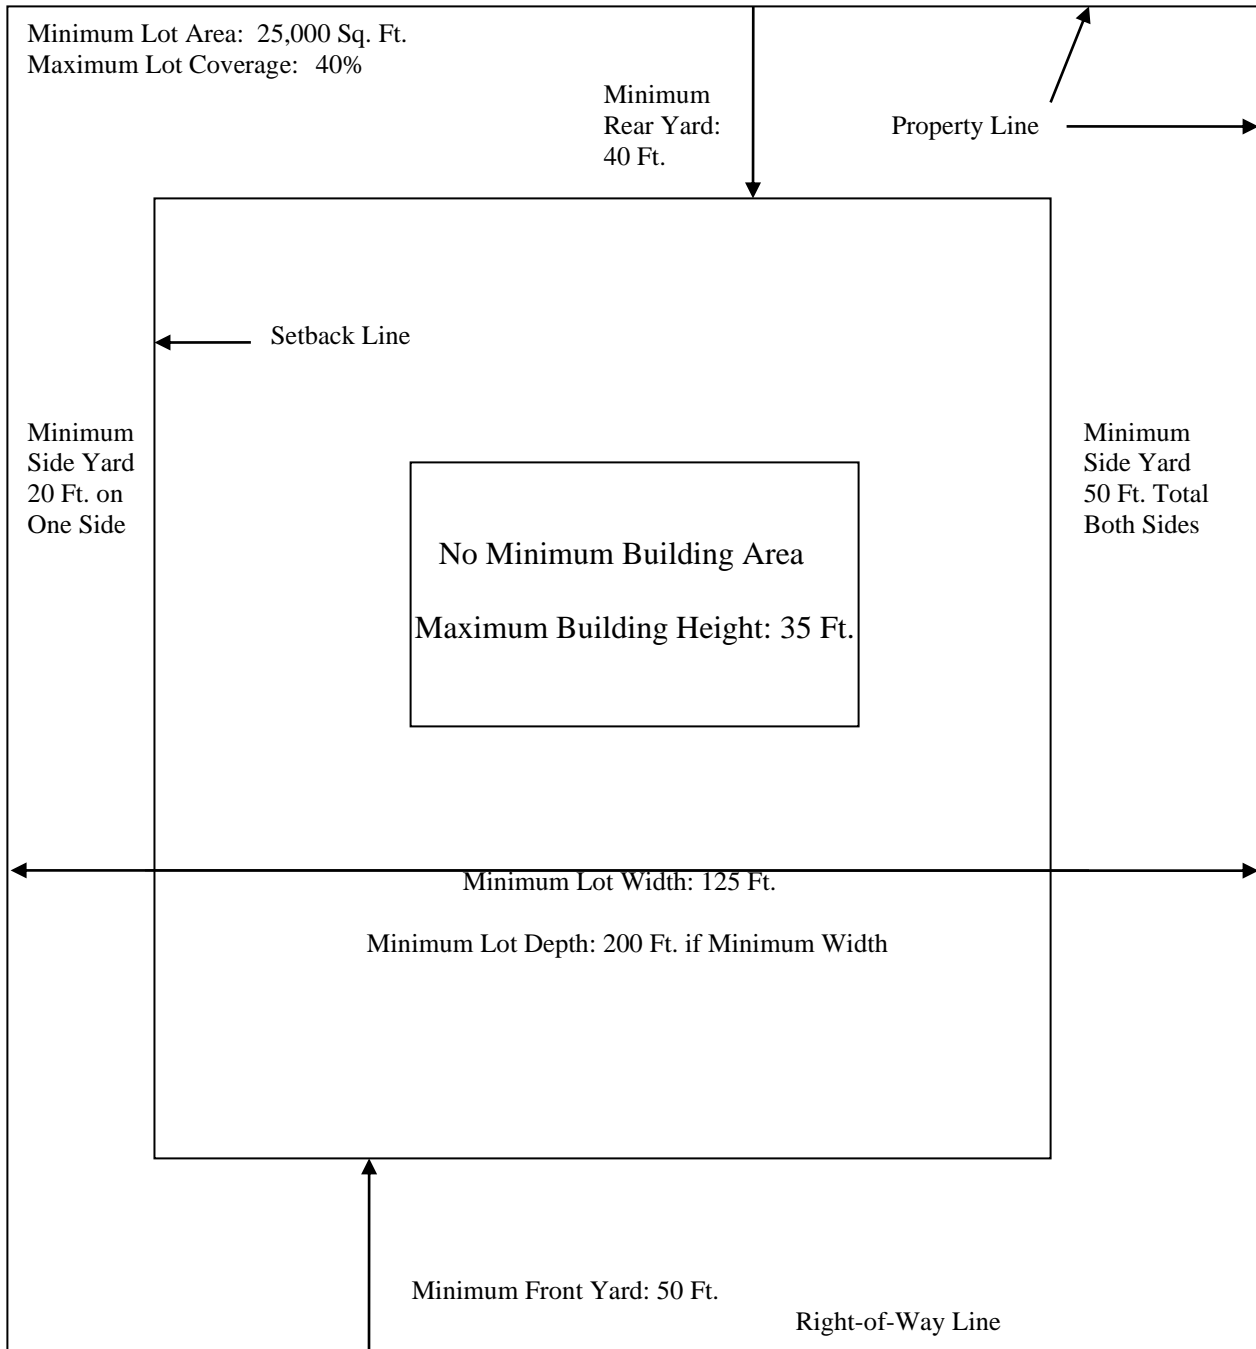 Minimum Lot Area: 25,000 Sq. Ft.
Maximum Lot Coverage: 40%
Minimum
Rear Yard:
40 Ft.
Property Line
Setback Line
Minimum
Side Yard
20 Ft. on
One Side
Minimum
Side Yard
50 Ft. Total
Both Sides
No Minimum Building Area
Maximum Building Height: 35 Ft.
Minimum Lot Width: 125 Ft.
Minimum Lot Depth: 200 Ft. if Minimum Width
Minimum Front Yard: 50 Ft.
Right-of-Way Line